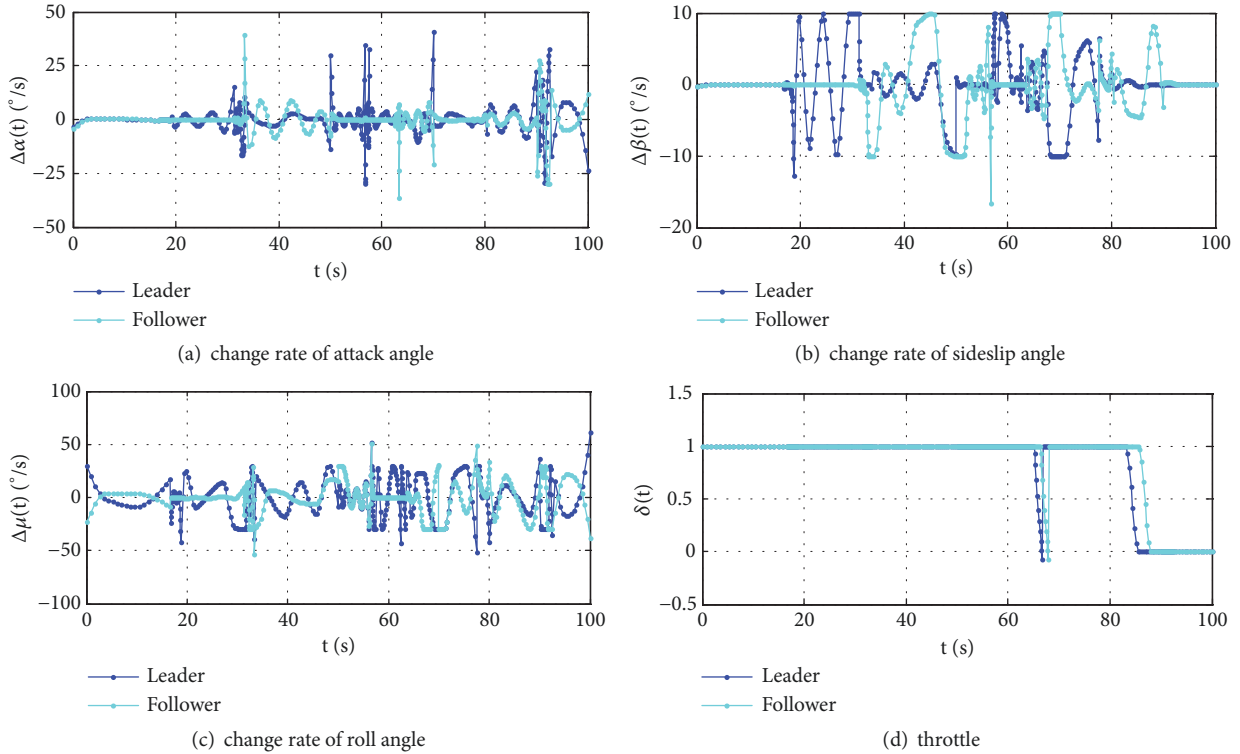 50
25
0
−25
−50
Δα(t) (°/s)
0 20 40 60 80 100
t (s)
Leader
Follower
(a) change rate of attack angle
10
0
−10
−20
Δβ(t) (°/s)
0 20 40 60 80 100
t (s)
Leader
Follower
(b) change rate of sideslip angle
100
50
0
−50
−100
Δμ(t) (°/s)
0 20 40 60 80 100
t (s)
Leader
Follower
(c) change rate of roll angle
1.5
1
0.5
0
−0.5
δ(t)
0 20 40 60 80 100
t (s)
Leader
Follower
(d) throttle